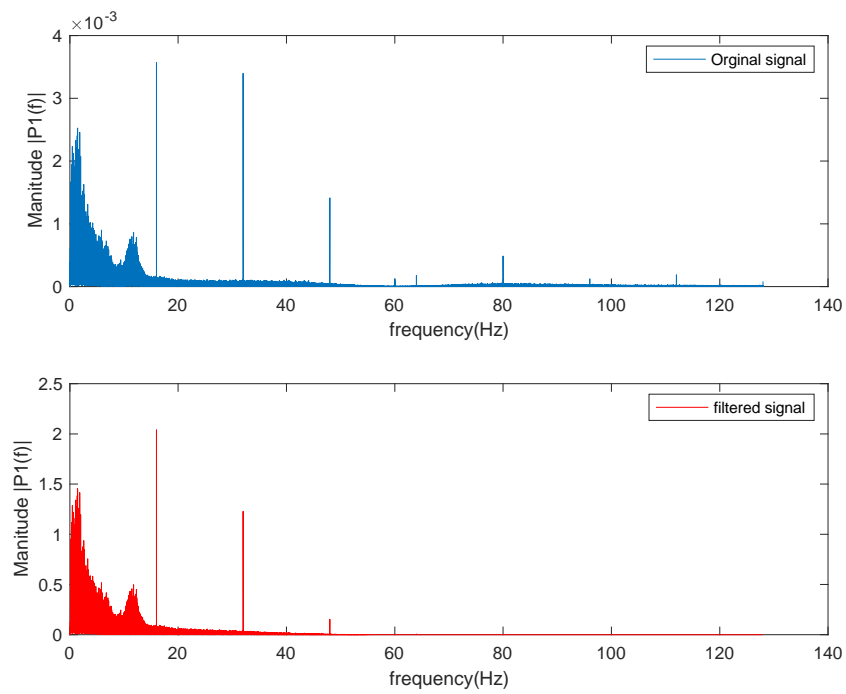 ×10-3
4
3
2
1
0
Manitude |P1(f)|
Orginal signal
0 20 40 60 80 100 120 140
frequency(Hz)
2.5
2
1.5
1
0.5
0
Manitude |P1(f)|
filtered signal
0 20 40 60 80 100 120 140
frequency(Hz)